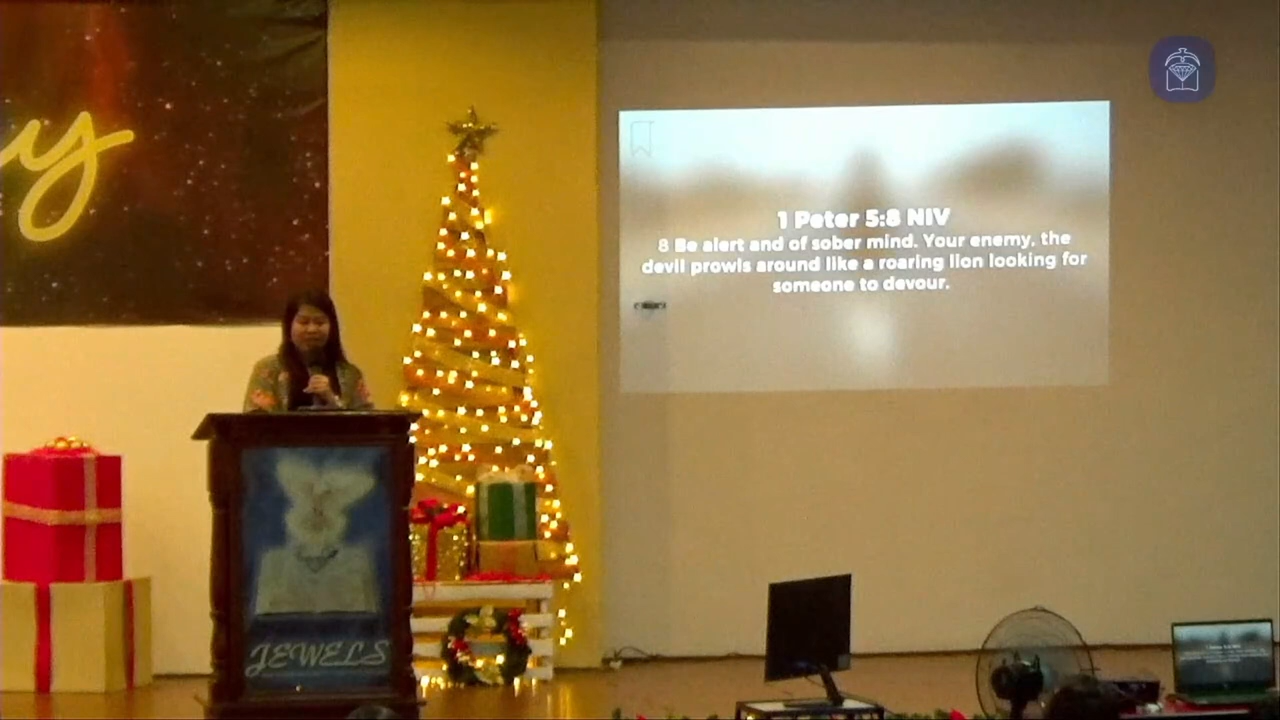 y
1 Peter 5:8 NIV
8 Be alert and of sober mind. Your enemy, the
devil prowls around like a roaring lion looking for
someone to devour.
JEWELS